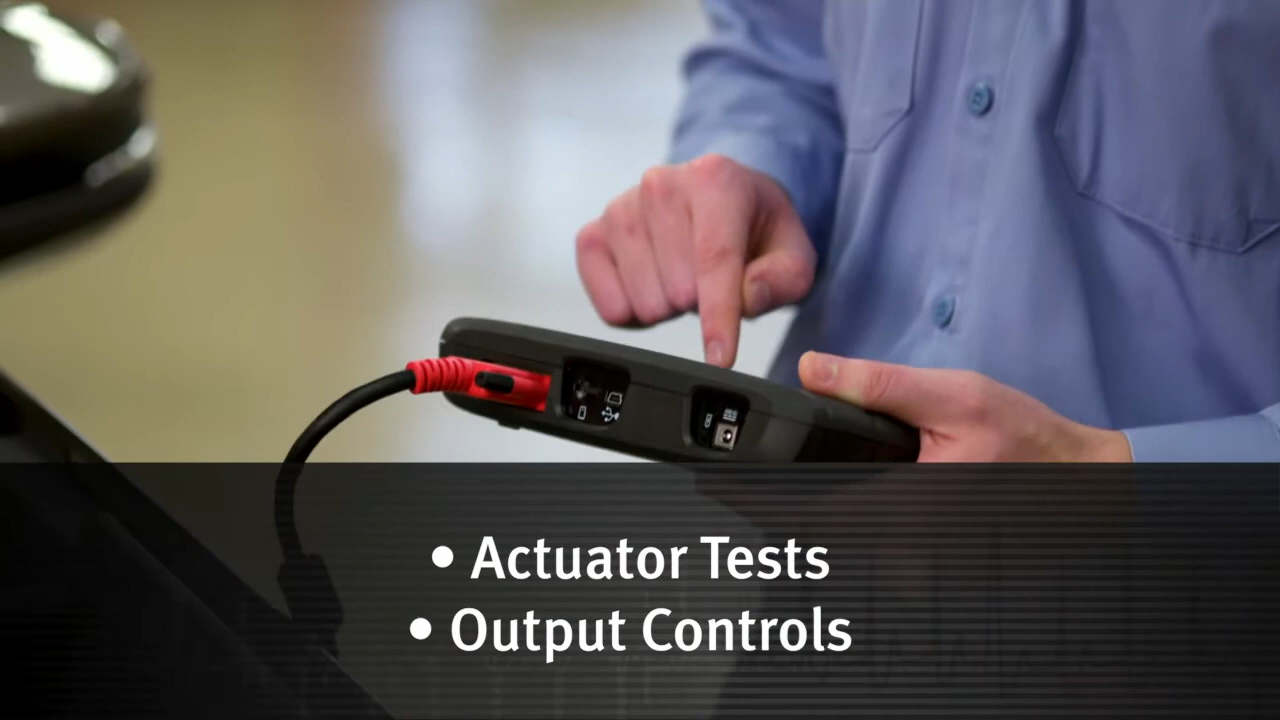 • Actuator Tests
• Output Controls